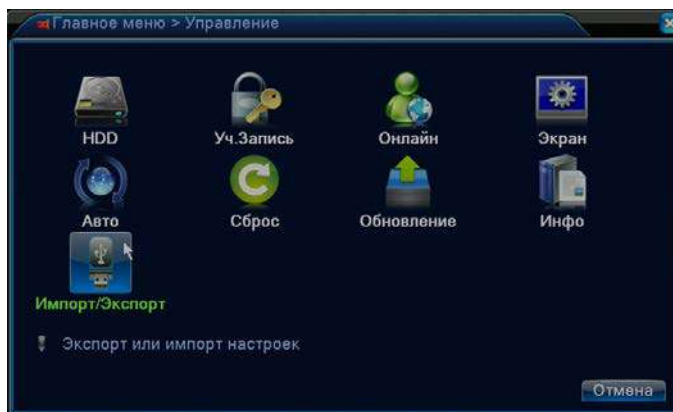 Главное меню > Управление
HDD Уч.Запись Онлайн Экран
Авто Сброс Обновление Инфо
Импорт/Экспорт
Экспорт или импорт настроек
Отмена